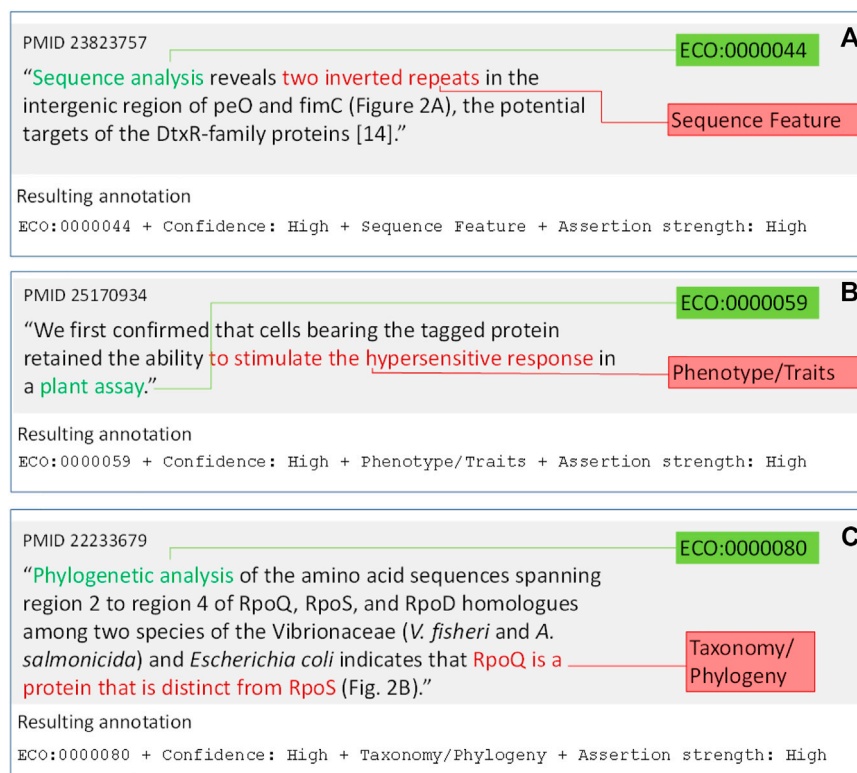 PMID 23823757
ECO:0000044
A
“Sequence analysis reveals two inverted repeats in the
intergenic region of peO and fimC (Figure 2A), the potential
targets of the DtxR-family proteins [14].”
Sequence Feature
Resulting annotation
ECO:0000044 + Confidence: High + Sequence Feature + Assertion strength: High
PMID 25170934
ECO:0000059
B
“We first confirmed that cells bearing the tagged protein
retained the ability to stimulate the hypersensitive response in
a plant assay.”
Phenotype/Traits
Resulting annotation
ECO:0000059 + Confidence: High + Phenotype/Traits + Assertion strength: High
PMID 22233679
ECO:0000080
C
“Phylogenetic analysis of the amino acid sequences spanning
region 2 to region 4 of RpoQ, RpoS, and RpoD homologues
among two species of the Vibrionaceae (V. fisheri and A.
salmonicida) and Escherichia coli indicates that RpoQ is a
protein that is distinct from RpoS (Fig. 2B).”
Taxonomy/
Phylogeny
Resulting annotation
ECO:0000080 + Confidence: High + Taxonomy/Phylogeny + Assertion strength: High